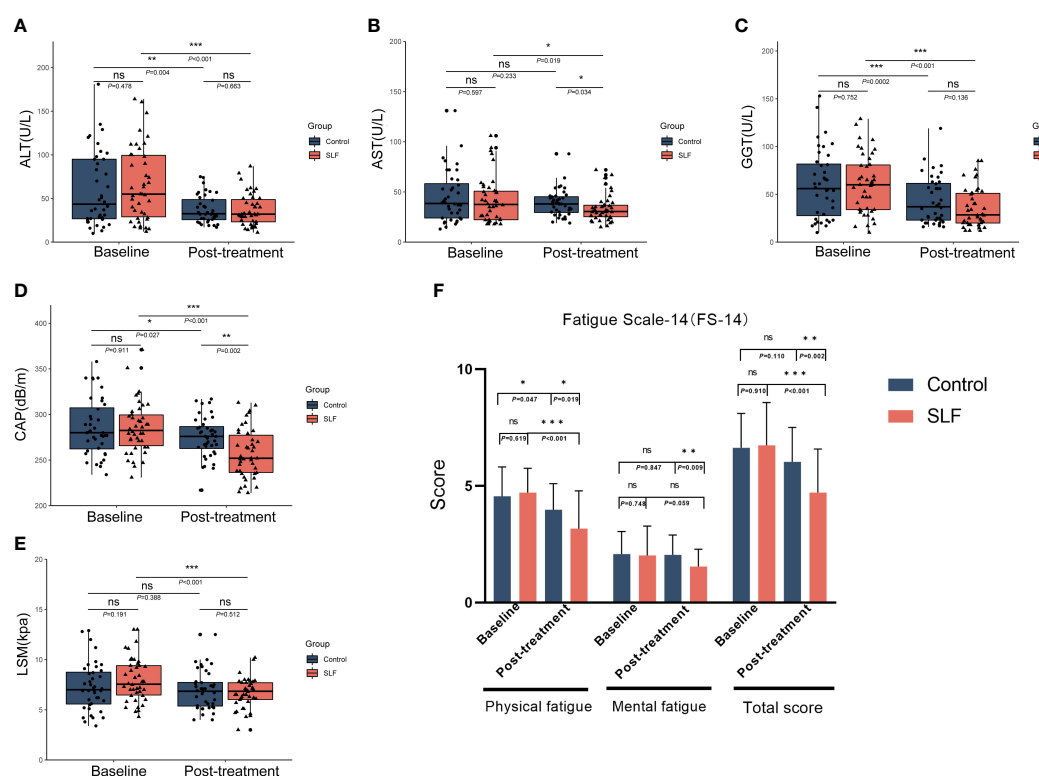 A
ALT(U/L)
200
150
100
50
0
***
P<0.001
**
P=0.004
ns
P=0.478
ns
P=0.663
Baseline
Post-treatment
Group
Control
SLF
B
AST(U/L)
200
150
100
50
0
*
P=0.019
ns
P=0.233
ns
P=0.597
*
P=0.034
Baseline
Post-treatment
Group
Control
SLF
C
GGT(U/L)
200
150
100
50
0
***
P<0.001
***
P=0.0002
ns
P=0.752
ns
P=0.136
Baseline
Post-treatment
D
CAP(dB/m)
400
350
300
250
200
***
P<0.001
*
P=0.027
ns
P=0.911
**
P=0.002
Baseline
Post-treatment
Group
Control
SLF
E
LSM(kpa)
20
15
10
5
0
***
P<0.001
ns
P=0.388
ns
P=0.191
ns
P=0.512
Baseline
Post-treatment
Group
Control
SLF
F
Fatigue Scale-14（FS-14）
Score
10
5
0
*
P=0.047
*
P=0.019
ns
P=0.619
***
P<0.001
ns
P=0.847
**
P=0.009
ns
P=0.748
ns
P=0.059
ns
P=0.110
**
P=0.002
ns
P=0.910
***
P<0.001
Baseline
Post-treatment
Baseline
Post-treatment
Baseline
Post-treatment
Physical fatigue
Mental fatigue
Total score
Control
SLF